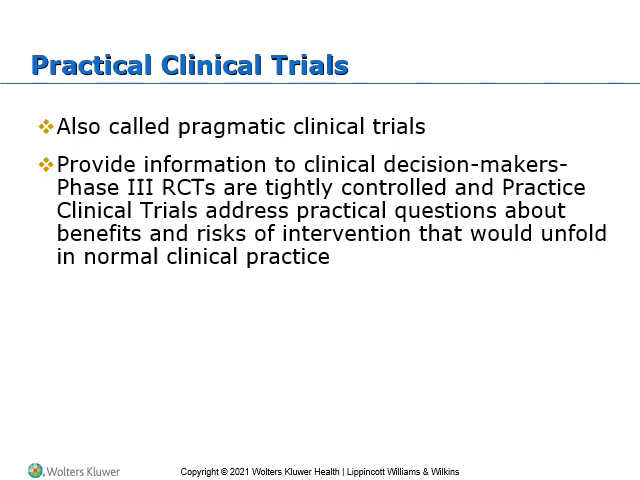 Practical Clinical Trials
Also called pragmatic clinical trials
Provide information to clinical decision-makers-
Phase III RCTs are tightly controlled and Practice
Clinical Trials address practical questions about
benefits and risks of intervention that would unfold
in normal clinical practice
Wolters Kluwer
Copyright © 2021 Wolters Kluwer Health | Lippincott Williams & Wilkins